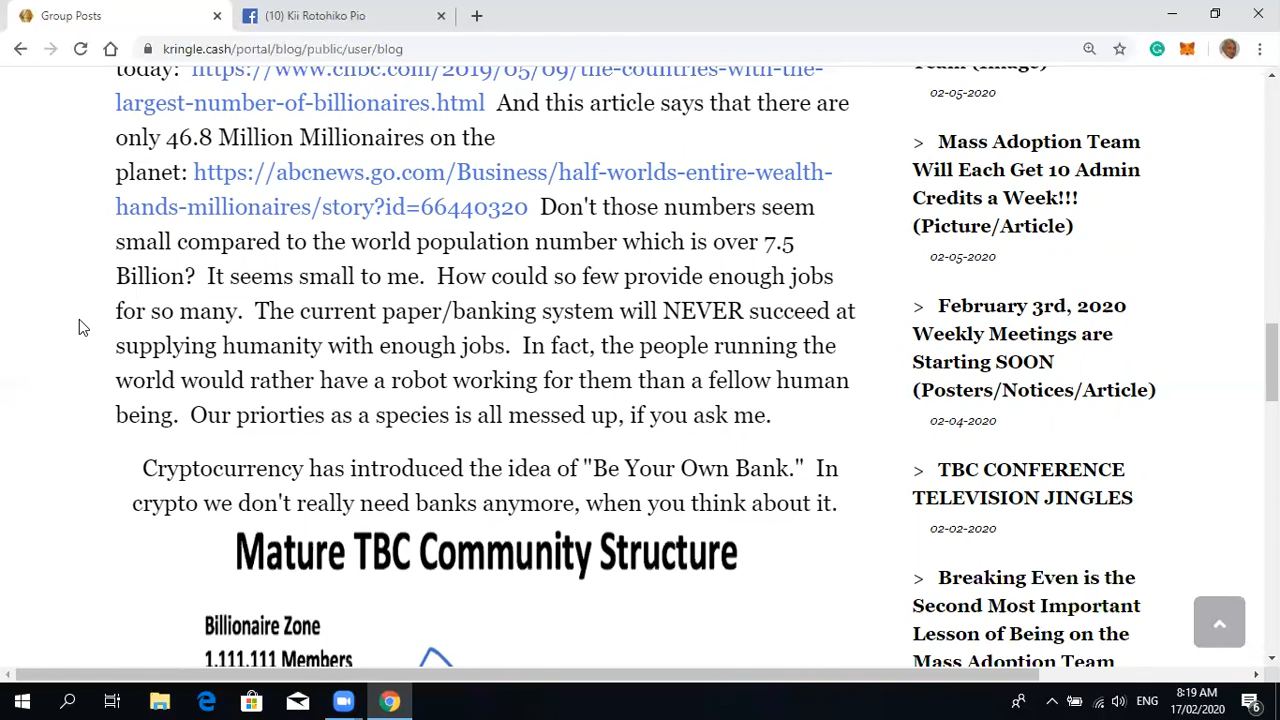 Group Posts
(10) Kii Rotohiko Pio
kringle.cash/portal/blog/public/user/blog
today: https://www.cnbc.com/2019/05/09/the-countries-with-the-
largest-number-of-billionaires.html And this article says that there are
only 46.8 Million Millionaires on the
planet: https://abcnews.go.com/Business/half-worlds-entire-wealth-
hands-millionaires/story?id=66440320 Don't those numbers seem
small compared to the world population number which is over 7.5
Billion? It seems small to me. How could so few provide enough jobs
for so many. The current paper/banking system will NEVER succeed at
supplying humanity with enough jobs. In fact, the people running the
world would rather have a robot working for them than a fellow human
being. Our priorties as a species is all messed up, if you ask me.
Cryptocurrency has introduced the idea of "Be Your Own Bank." In
crypto we don't really need banks anymore, when you think about it.
Mature TBC Community Structure
Billionaire Zone
1,111,111 Members
Team (Image)
02-05-2020
> Mass Adoption Team
Will Each Get 10 Admin
Credits a Week!!!
(Picture/Article)
02-05-2020
> February 3rd, 2020
Weekly Meetings are
Starting SOON
(Posters/Notices/Article)
02-04-2020
> TBC CONFERENCE
TELEVISION JINGLES
02-02-2020
> Breaking Even is the
Second Most Important
Lesson of Being on the
Mass Adoption Team
ENG
8:19 AM
17/02/2020
6